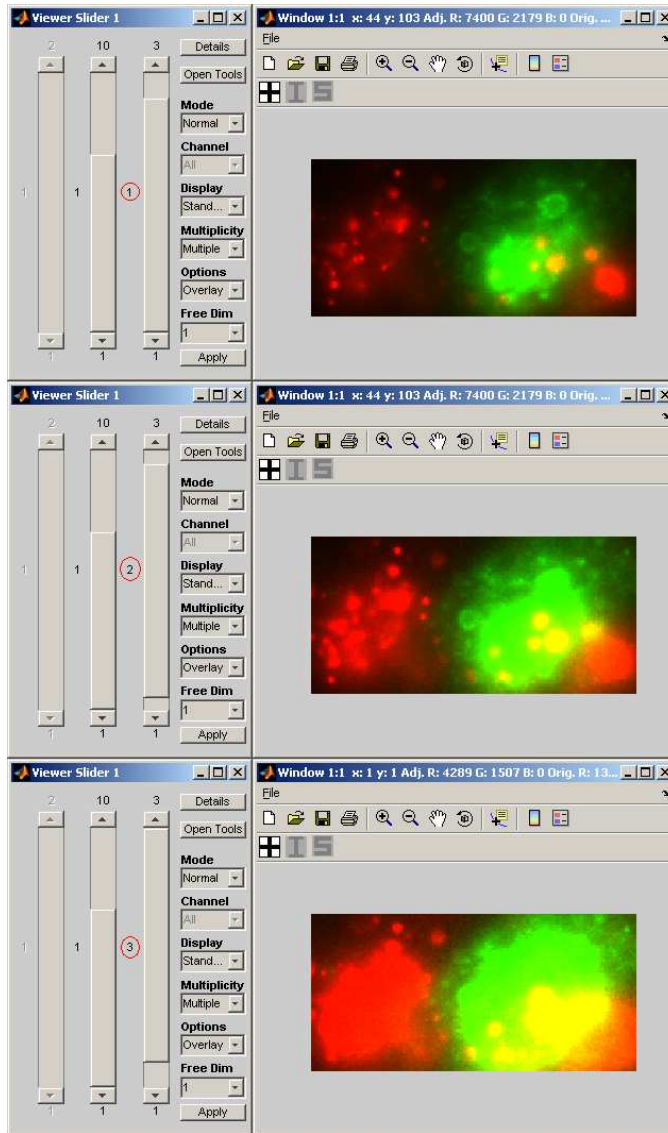 Viewer Slider 1
2 10 3
Details
Open Tools
Mode
Normal
Channel
All
1 1 1
Display
Stand...
Multiplicity
Multiple
Options
Overlay
Free Dim
1
1 1 1
Apply
Window 1:1 x: 44 y: 103 Adj. R: 7400 G: 2179 B: 0 Orig. ...
File
Viewer Slider 1
2 10 3
Details
Open Tools
Mode
Normal
Channel
All
1 1 2
Display
Stand...
Multiplicity
Multiple
Options
Overlay
Free Dim
1
1 1 1
Apply
Window 1:1 x: 44 y: 103 Adj. R: 7400 G: 2179 B: 0 Orig. ...
File
Viewer Slider 1
2 10 3
Details
Open Tools
Mode
Normal
Channel
All
1 1 3
Display
Stand...
Multiplicity
Multiple
Options
Overlay
Free Dim
1
1 1 1
Apply
Window 1:1 x: 1 y: 1 Adj. R: 4289 G: 1507 B: 0 Orig. R: 13...
File